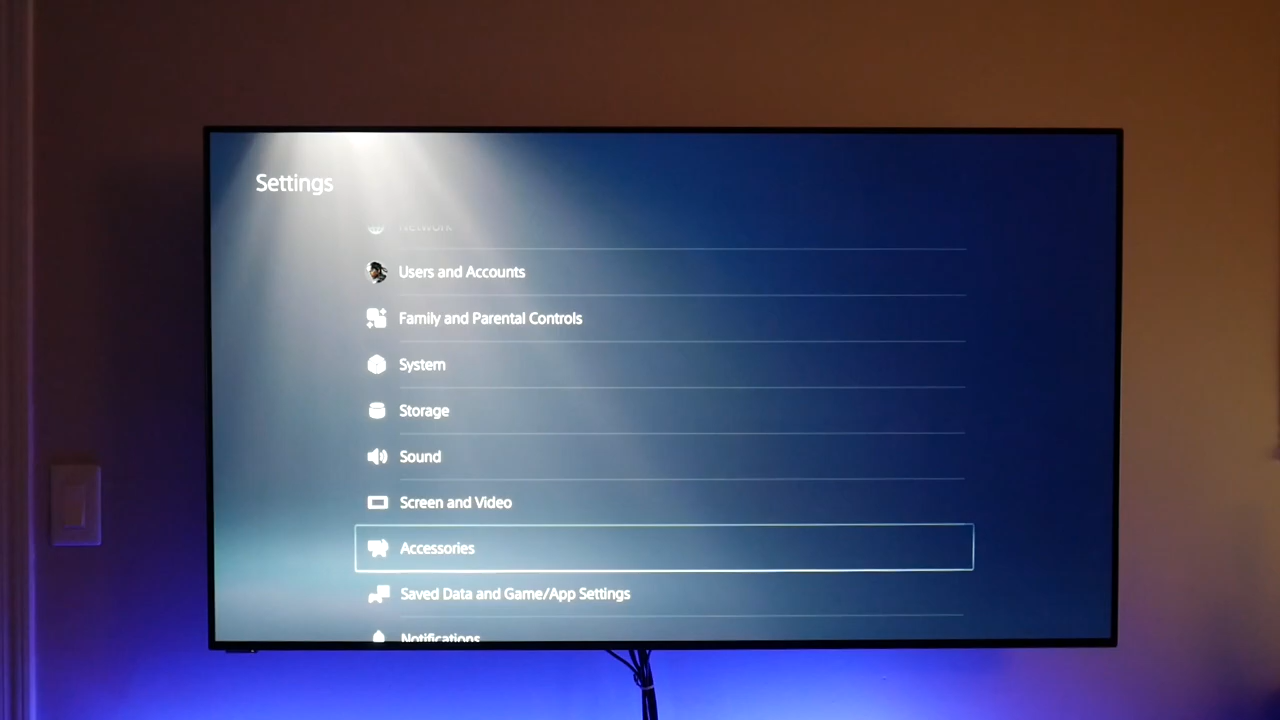 Settings
Network
Users and Accounts
Family and Parental Controls
System
Storage
Sound
Screen and Video
Accessories
Saved Data and Game/App Settings
Notifications